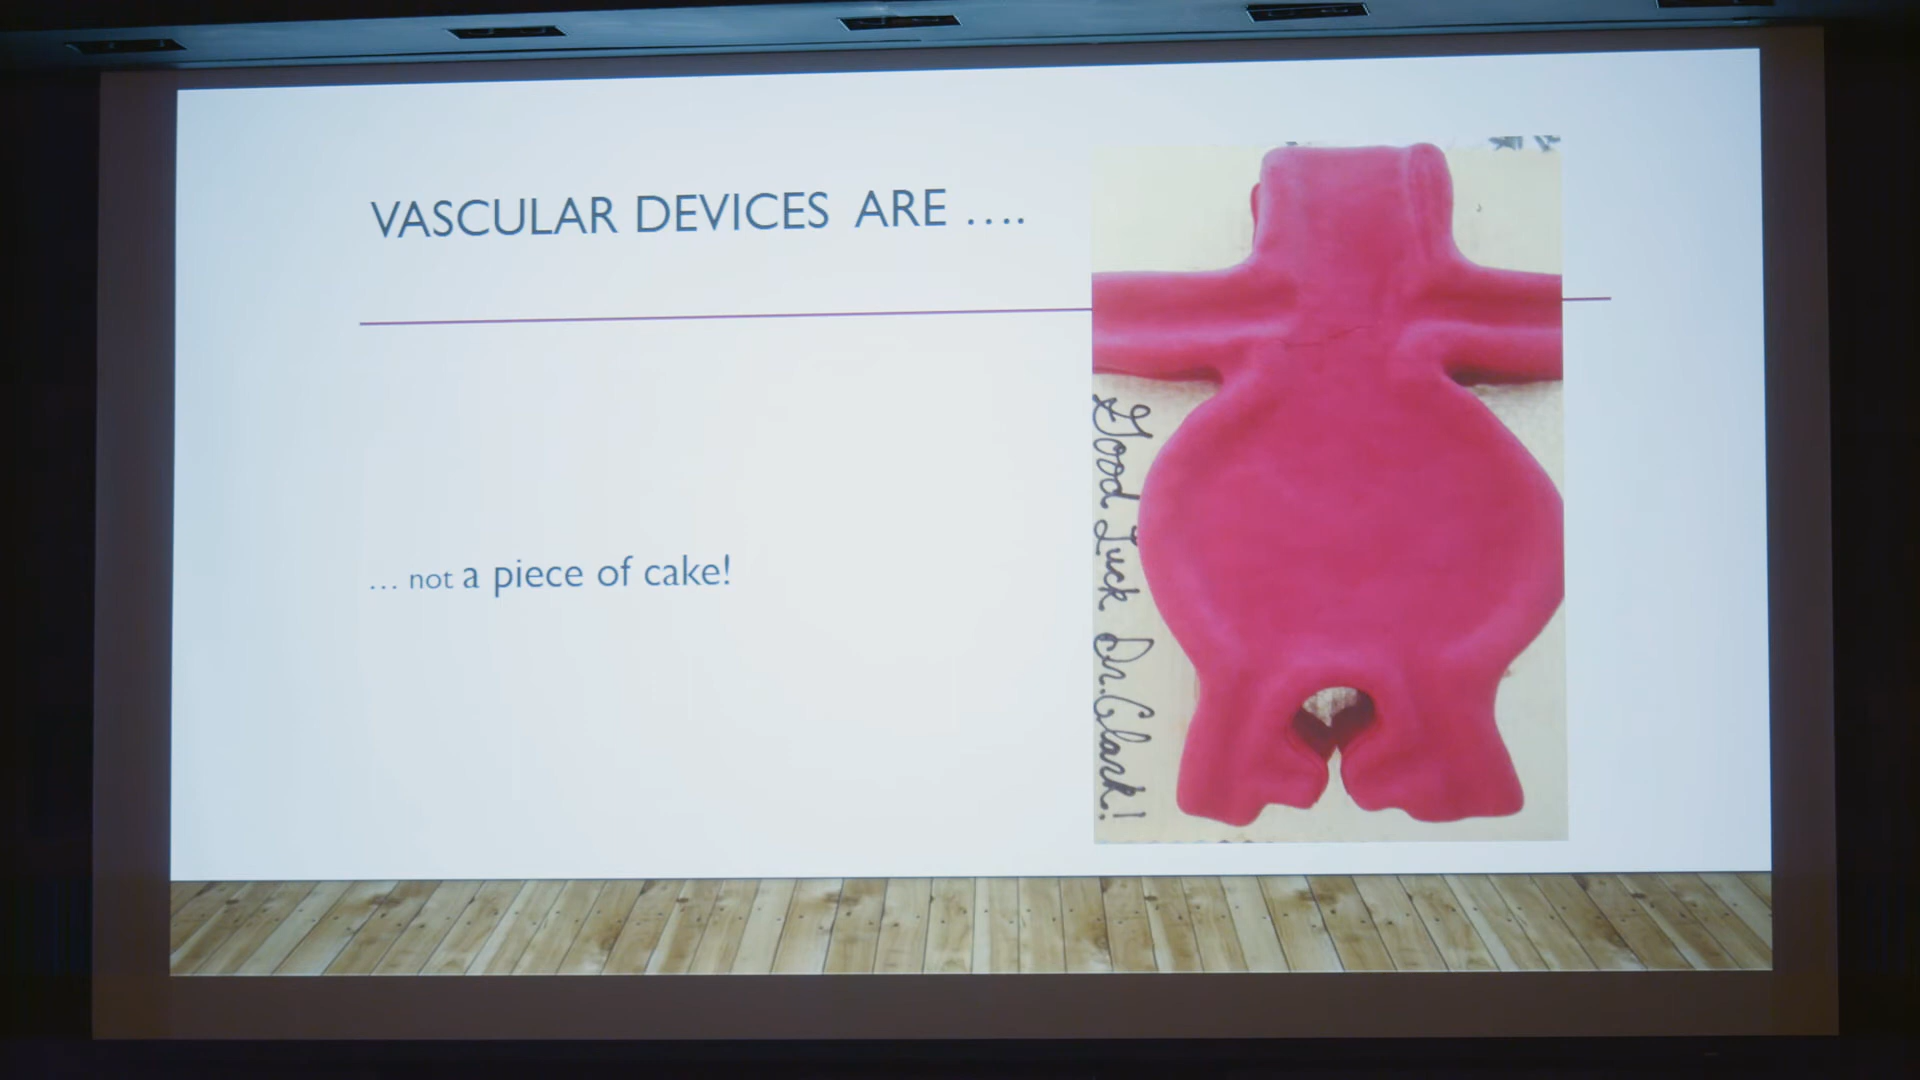 VASCULAR DEVICES ARE ....
... not a piece of cake!
Good Luck Dr. Clark!